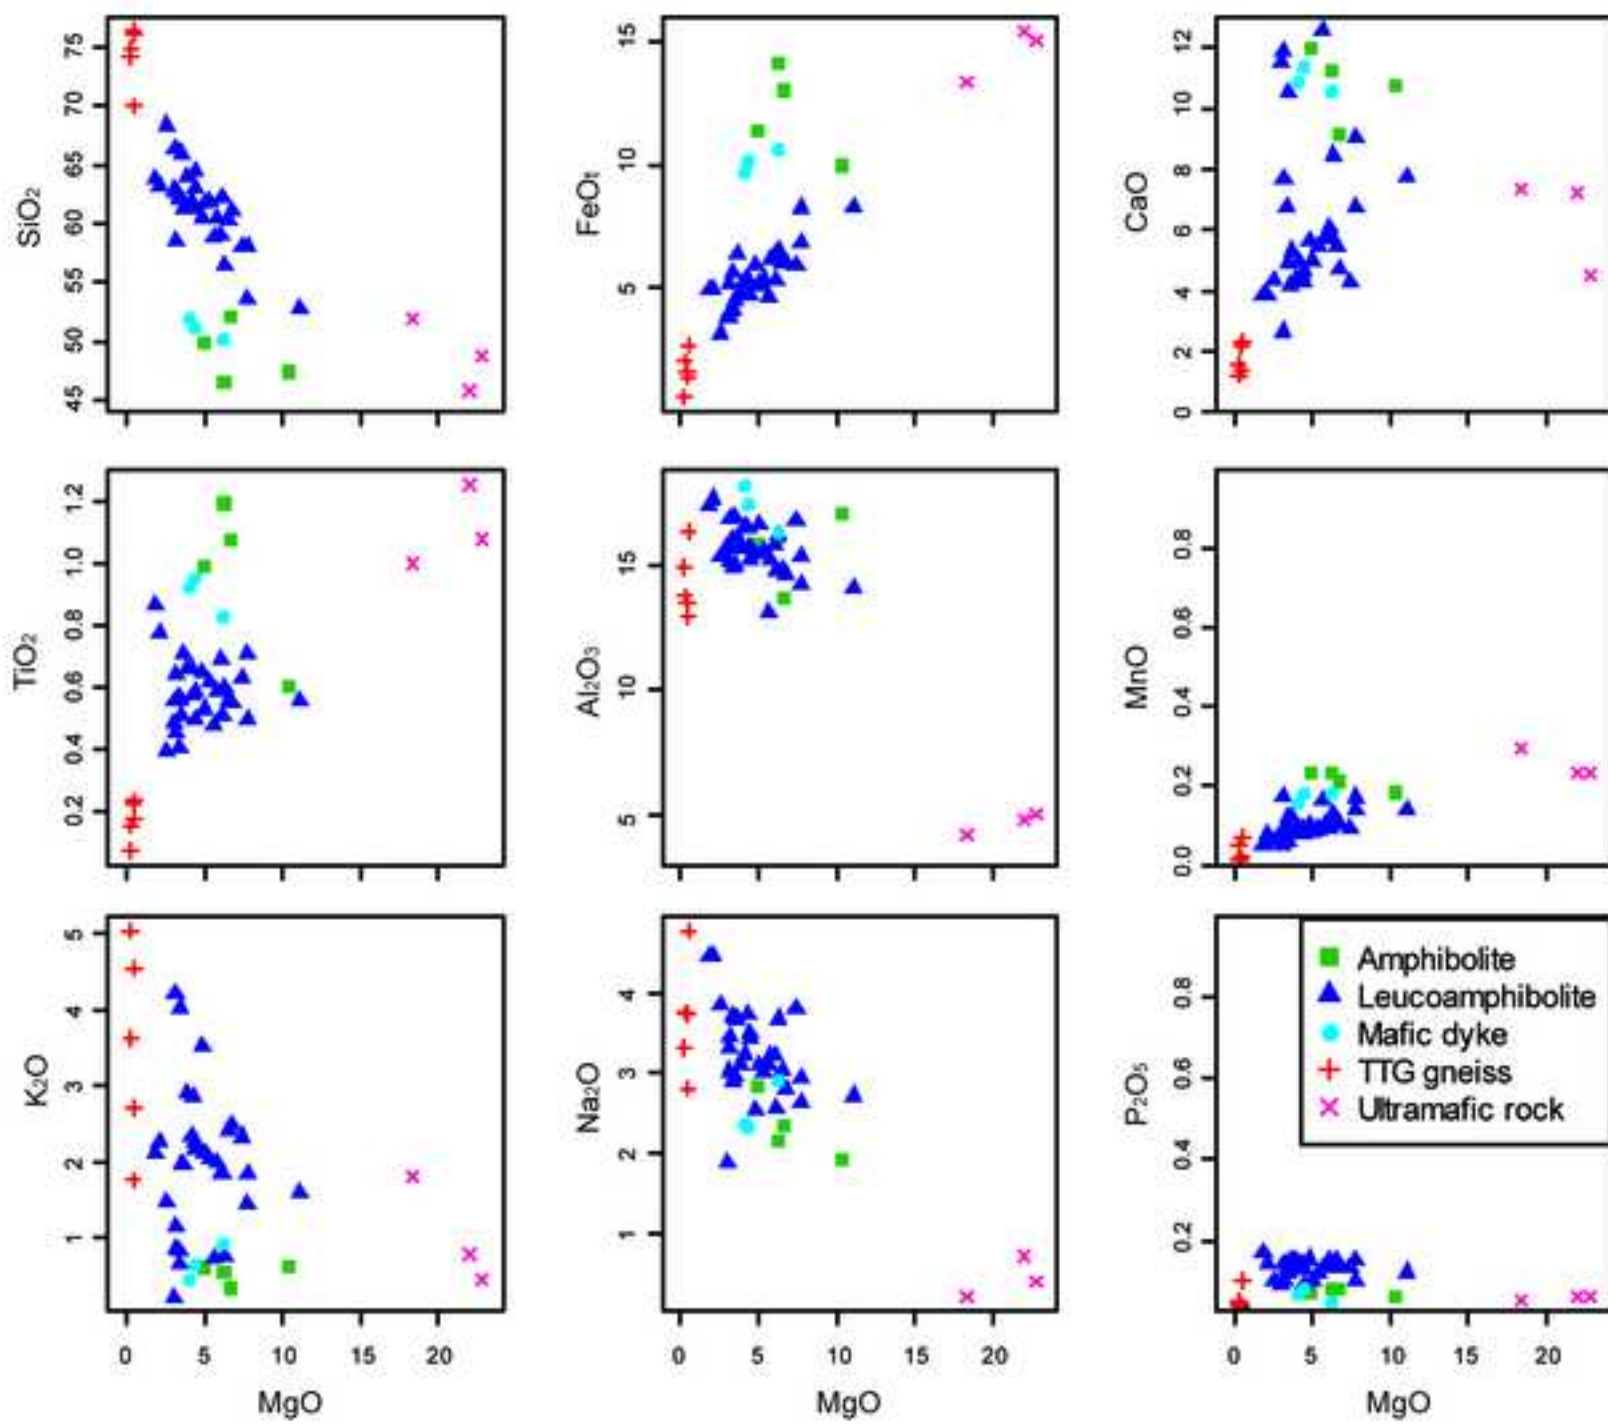 SiO₂
75
70
65
60
55
50
45
FeOt
15
10
5
CaO
12
10
8
6
4
2
0
TiO₂
1.2
1.0
0.8
0.6
0.4
0.2
Al₂O₃
15
10
5
MnO
0.8
0.6
0.4
0.2
0.0
K₂O
5
4
3
2
1
0 5 10 15 20
MgO
Na₂O
4
3
2
1
0 5 10 15 20
MgO
P₂O₅
0.8
0.6
0.4
0.2
0 5 10 15 20
MgO
Amphibolite
Leucoamphibolite
Mafic dyke
TTG gneiss
Ultramafic rock